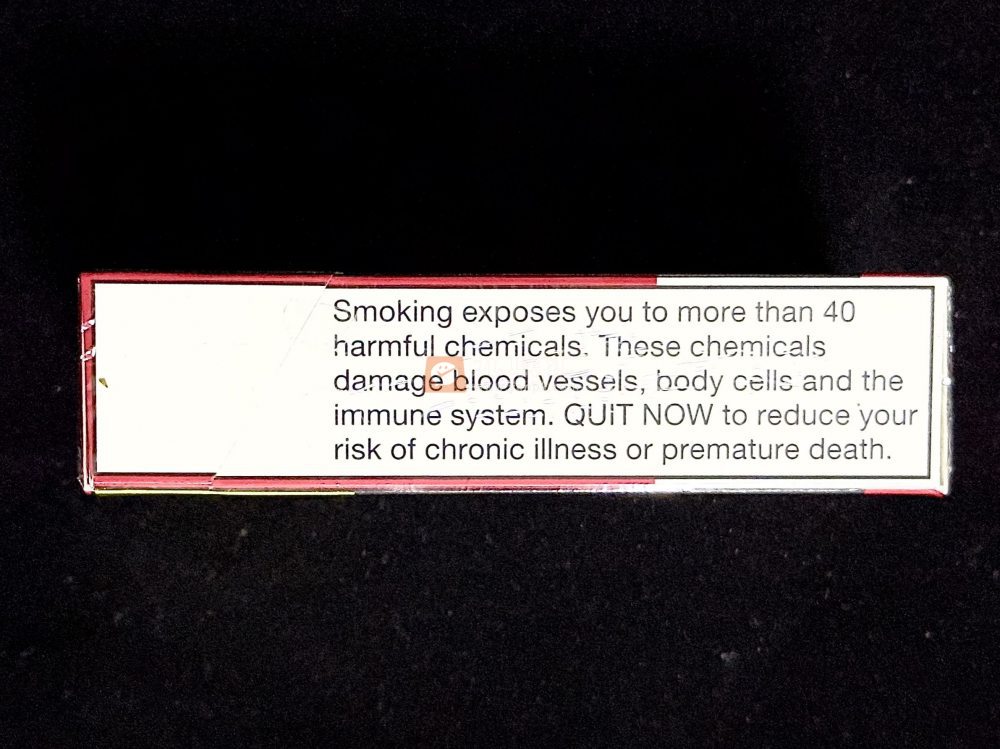 Smoking exposes you to more than 40
harmful chemicals. These chemicals
damage blood vessels, body cells and the
immune system. QUIT NOW to reduce your
risk of chronic illness or premature death.